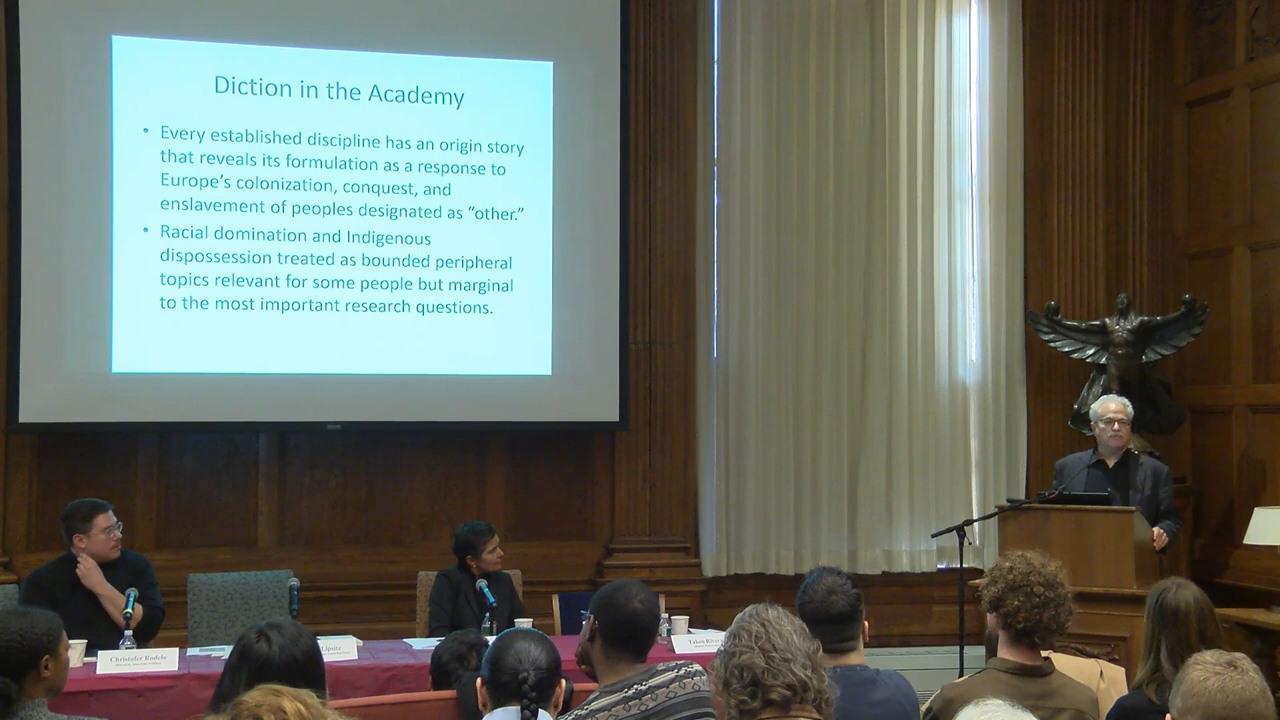 Diction in the Academy
• Every established discipline has an origin story
that reveals its formulation as a response to
Europe's colonization, conquest, and
enslavement of peoples designated as “other.”
• Racial domination and Indigenous
dispossession treated as bounded peripheral
topics relevant for some people but marginal
to the most important research questions.
Christofer Rodelo
Lipsitz